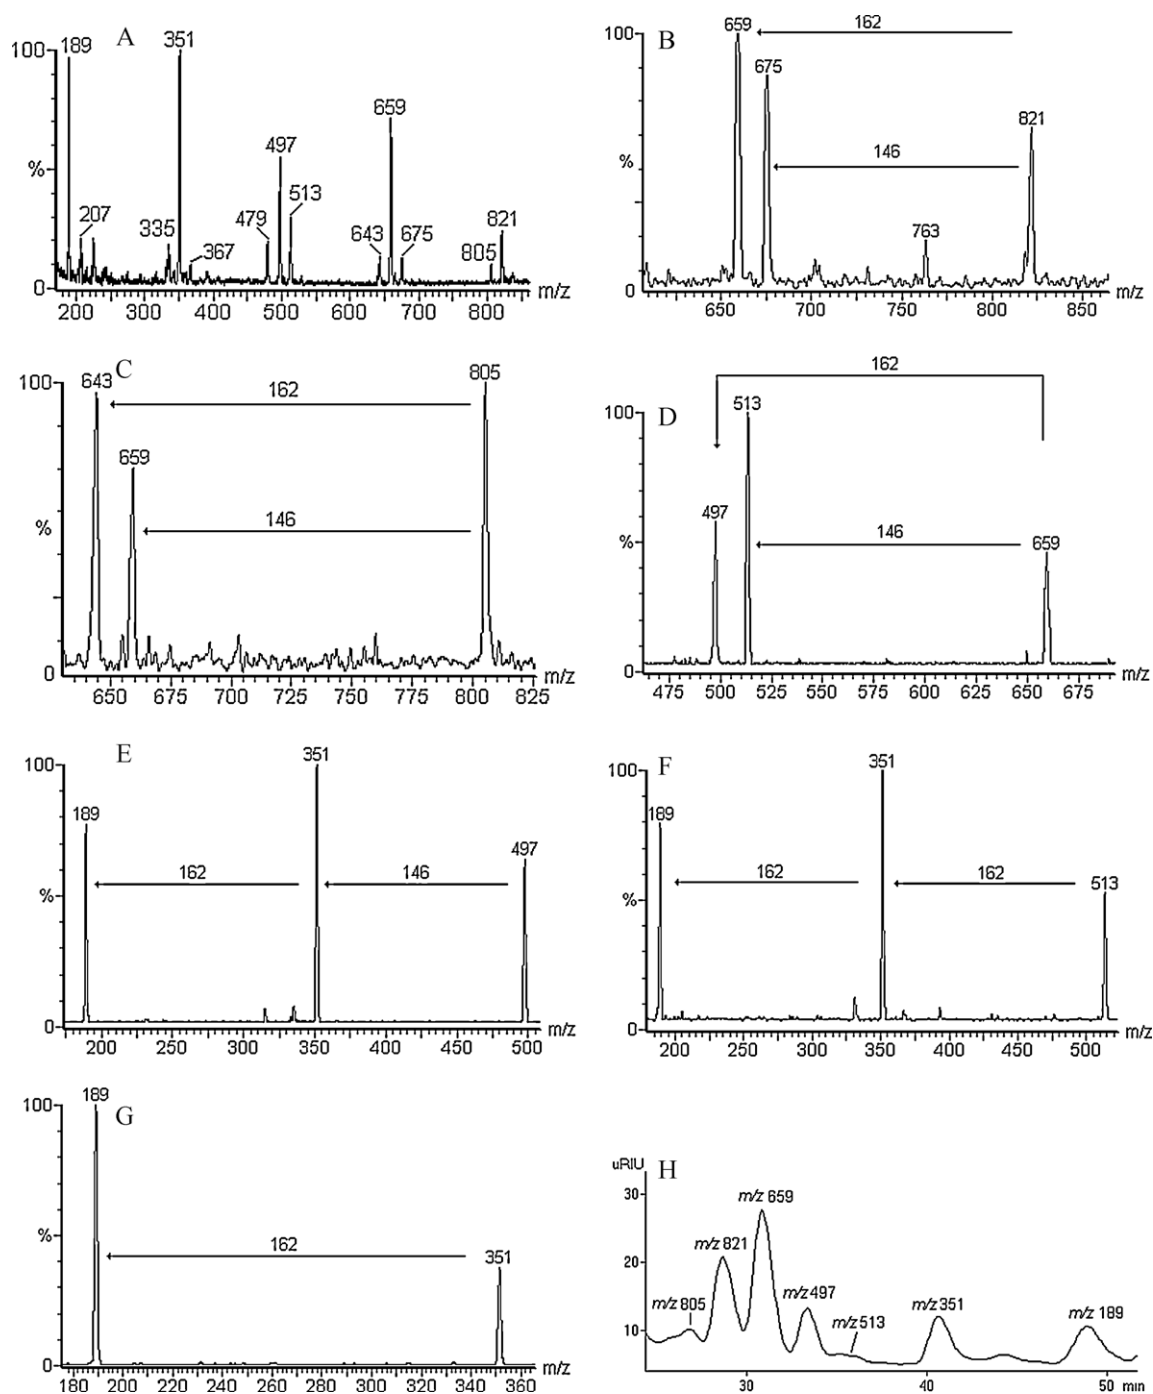 A
100
189
351
659
497
%
513
207
335
479
643
675
821
367
805
0
200 300 400 500 600 700 800 m/z
B
100
659
162
675
821
146
%
763
0
650 700 750 800 850 m/z
C
100
643
805
162
659
146
%
0
650 675 700 725 750 775 800 825 m/z
162
D
100
513
497
%
146
659
0
475 500 525 550 575 600 625 650 675 m/z
E
100
351
189
497
162 146
%
0
200 250 300 350 400 450 500 m/z
F
100
351
189
162 162
513
%
0
200 250 300 350 400 450 500 m/z
G
100
189
%
162
351
0
180 200 220 240 260 280 300 320 340 360 m/z
H
uRIU
30
m/z 659
m/z 821
20
m/z 805
m/z 497
m/z 513
m/z 351
m/z 189
10
30 40 50 min